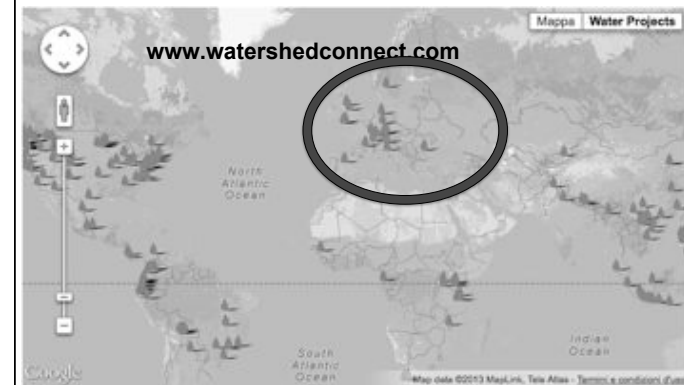 Mappa Water Projects
www.watershedconnect.com
North
Atlantic
Ocean
Indian
Ocean
South
Atlantic
Ocean
Google
Map data ©2013 MapLink, Tele Atlas - Termini e condizioni d'uso